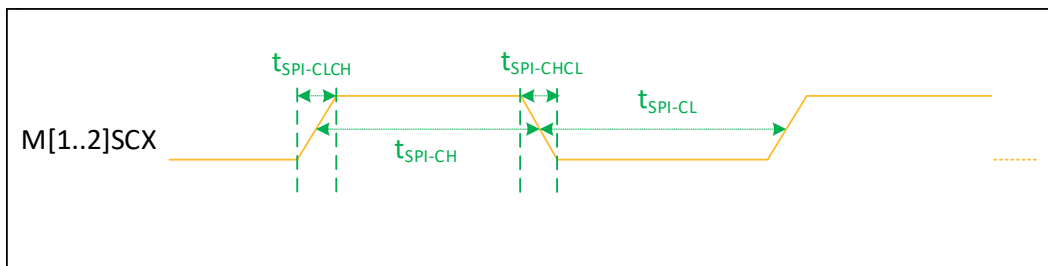 tSPI-CLCH
tSPI-CHCL
tSPI-CL
M[1..2]SCX
tSPI-CH